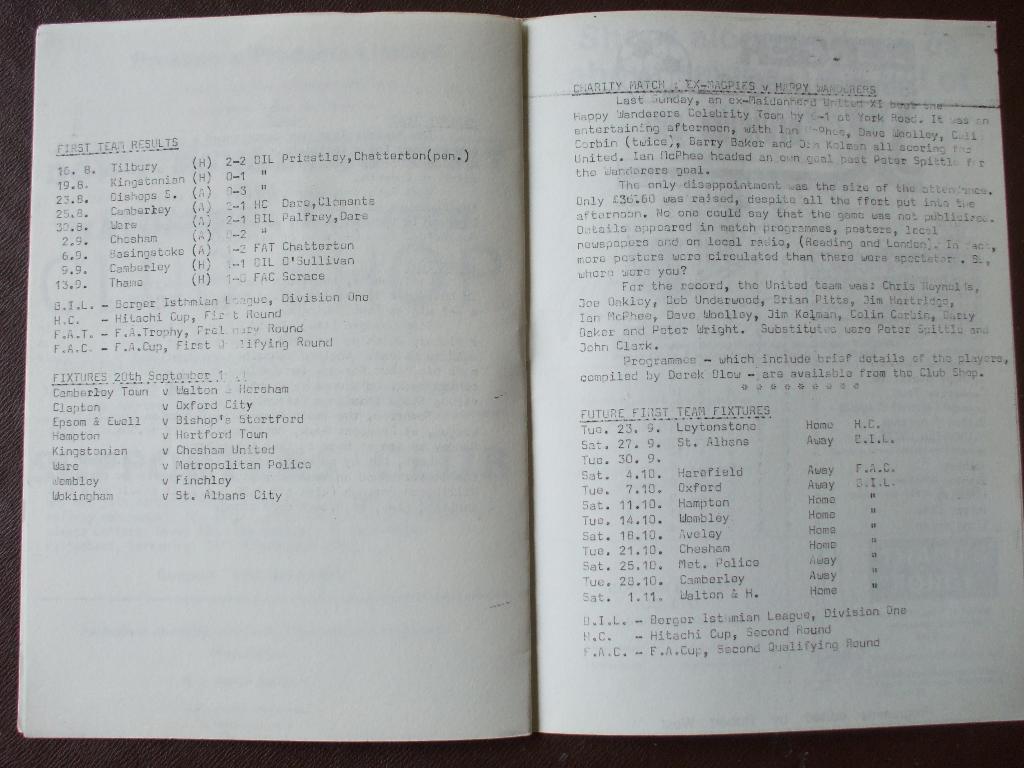 FIRST TEAM RESULTS
16. 8. Tilbury (H) 2-2 BIL Priestley,Chatterton(pen.)
19.8. Kingstonian (H) 0-1 "
23.8. Bishops S. (A) 0-3 "
25.8. Camberley (A) 2-1 HC Dare,Clements
30.8. Ware (A) 2-1 BIL Palfrey,Dare
2.9. Chesham (A) 0-2 "
6.9. Basingstoke (A) 1-2 FAT Chatterton
9.9. Camberley (H) 1-1 BIL O'Sullivan
13.9. Thame (H) FAC Scrace
B.I.L. - Berger Isthmian League, Division One
H.C. - Hitachi Cup, First Round
F.A.T. - F.A.Trophy, Preliminary Round
F.A.C. - F.A.Cup, First Qualifying Round
FIXTURES 20th September
Camberley Town v Walton & Hersham
Clapton v Oxford City
Epsom & Ewell v Bishop's Stortford
Hampton v Hertford Town
Kingstonian v Chesham United
Ware v Metropolitan Police
Wembley v Finchley
Wokingham v St. Albans City
CHARITY MATCH : EX-MAGPIES v HAPPY WANDERERS
Last Sunday, an ex-Maidenhead United XI beat the
Happy Wanderers Celebrity Team by 6-1 at York Road. It was an
entertaining afternoon, with Ian McPhee, Dave Woolley, Colin
Corbin (twice), Barry Baker and Jim Kelman all scoring for
United. Ian McPhee headed an own goal past Peter Spittle for
the Wanderers goal.
The only disappointment was the size of the attendance.
Only £36.60 was raised, despite all the ffort put into the
afternoon. No one could say that the game was not publicised.
Details appeared in match programmes, posters, local
newspapers and on local radio, (Reading and London). In fact,
more posters were circulated than there were spectators. So,
where were you?
For the record, the United team was: Chris Reynolds,
Joe Oakley, Bob Underwood, Brian Pitts, Jim Hartridge,
Ian McPhee, Dave Woolley, Jim Kelman, Colin Corbin, Barry
Baker and Peter Wright. Substitutes were Peter Spittle and
John Clark.
Programmes - which include brief details of the players,
compiled by Derek Blow - are available from the Club Shop.
* * * * * * * * *
FUTURE FIRST TEAM FIXTURES
Tue. 23. 9. Leytonstone Home H.C.
Sat. 27. 9. St. Albans Away B.I.L.
Tue. 30. 9.
Sat. 4.10. Harefield Away F.A.C.
Tue. 7.10. Oxford Away B.I.L.
Sat. 11.10. Hampton Home "
Tue. 14.10. Wembley Home "
Sat. 18.10. Aveley Home "
Tue. 21.10. Chesham Home "
Sat. 25.10. Met. Police Away "
Tue. 28.10. Camberley Away "
Sat. 1.11. Walton & H. Home "
B.I.L. - Berger Isthmian League, Division One
H.C. - Hitachi Cup, Second Round
F.A.C. - F.A.Cup, Second Qualifying Round